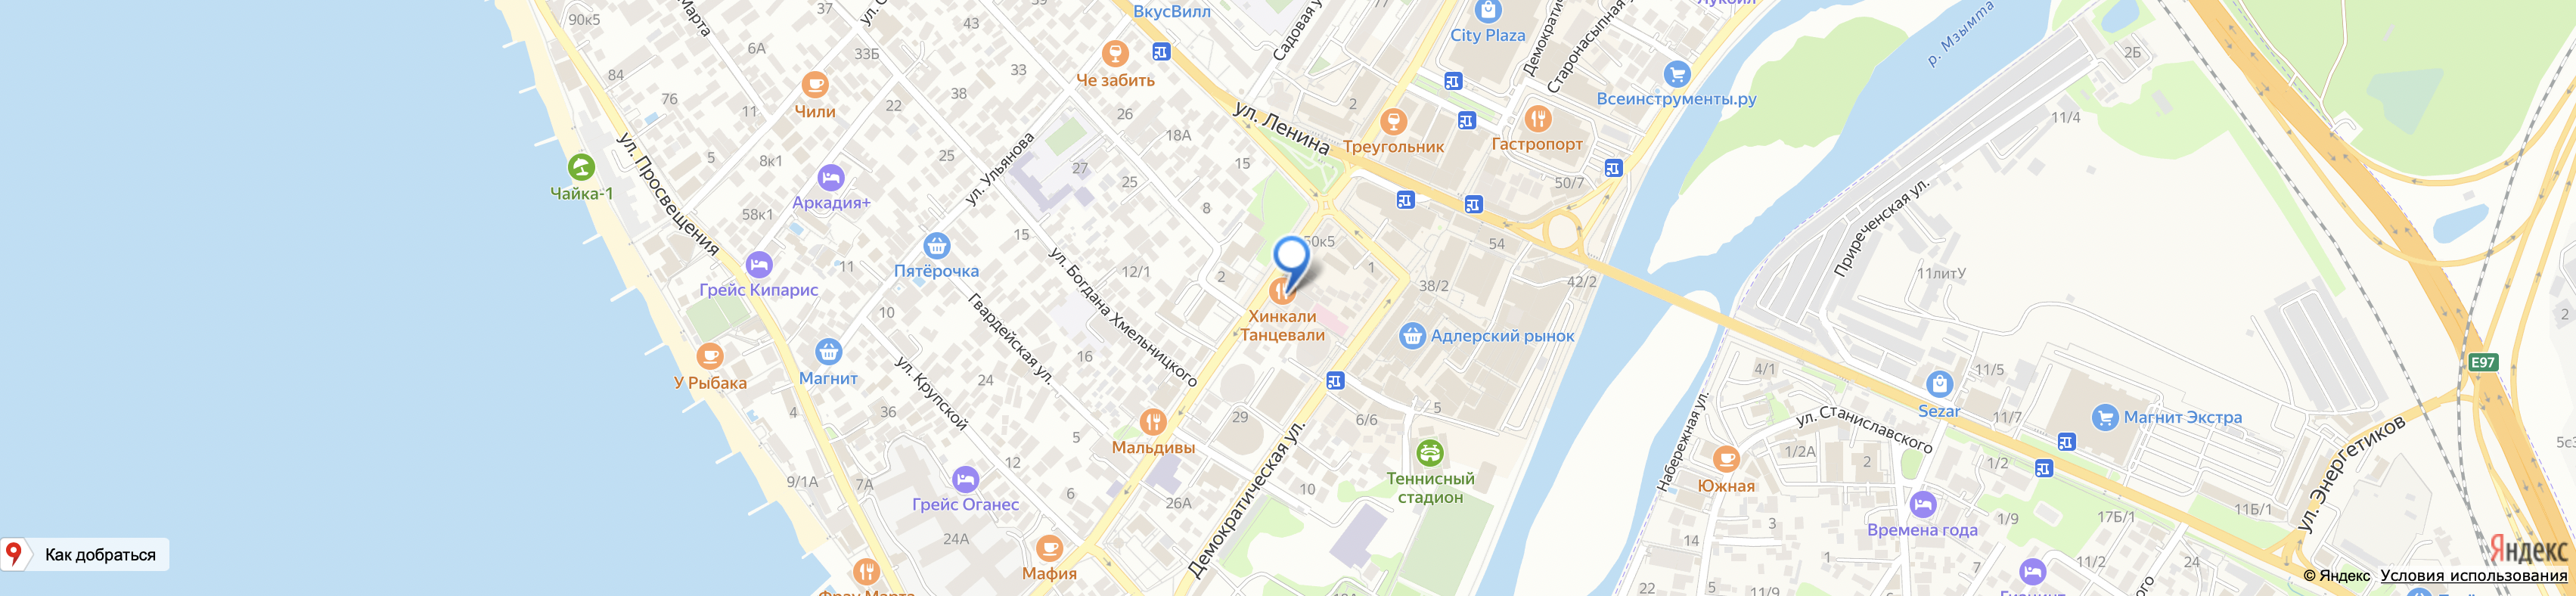 90к5
Марта
37
43
ВкусВилл
Садовая у
77
City Plaza
Лукойл
р. Мзымта
2Б
6А
33Б
33
Че забить
Старонасыпная
Всеинструменты.ру
84
76
Чили
22
38
26
18А
ул. Ленина
2
Треугольник
Гастропорт
11/4
ул. Просвещения
11
5
8к1
25
ул. Ульянова
27
25
15
50/7
Чайка-1
Аркадия+
58к1
8
Приреченская ул.
15
50к5
54
Пятёрочка
11
ул. Богдана Хмельницкого
12/1
2
1
38/2
42/2
11литУ
Грейс Кипарис
10
Гвардейская ул.
Хинкали
Танцевали
Адлерский рынок
2
У Рыбака
Магнит
ул. Крупской
24
16
4/1
11/5
Е97
4
36
29
5
6/6
Набережная ул.
ул. Станиславского
Sezar
11/7
Магнит Экстра
ул. Энергетиков
5
Мальдивы
Демократическая ул.
Теннисный
стадион
Южная
1/2А
2
1/2
9/1А
7А
Грейс Оганес
12
6
26А
10
Времена года
1/9
17Б/1
11Б/1
24А
3
14
1
Как добраться
Мафия
22
5
7
11/2
24
11/9
Яндекс
© Яндекс Условия использования